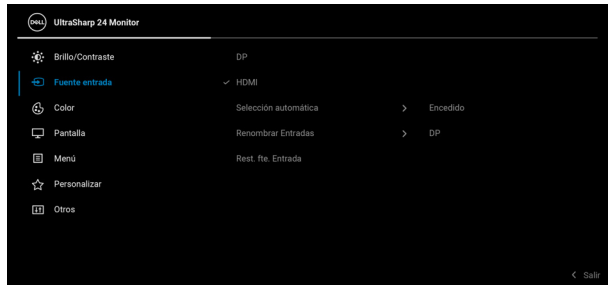 DELL UltraSharp 24 Monitor
Brillo/Contraste DP
Fuente entrada HDMI
Color Selección automática Encedido
Pantalla Renombrar Entradas DP
Menú Rest. fte. Entrada
Personalizar
Otros
Salir